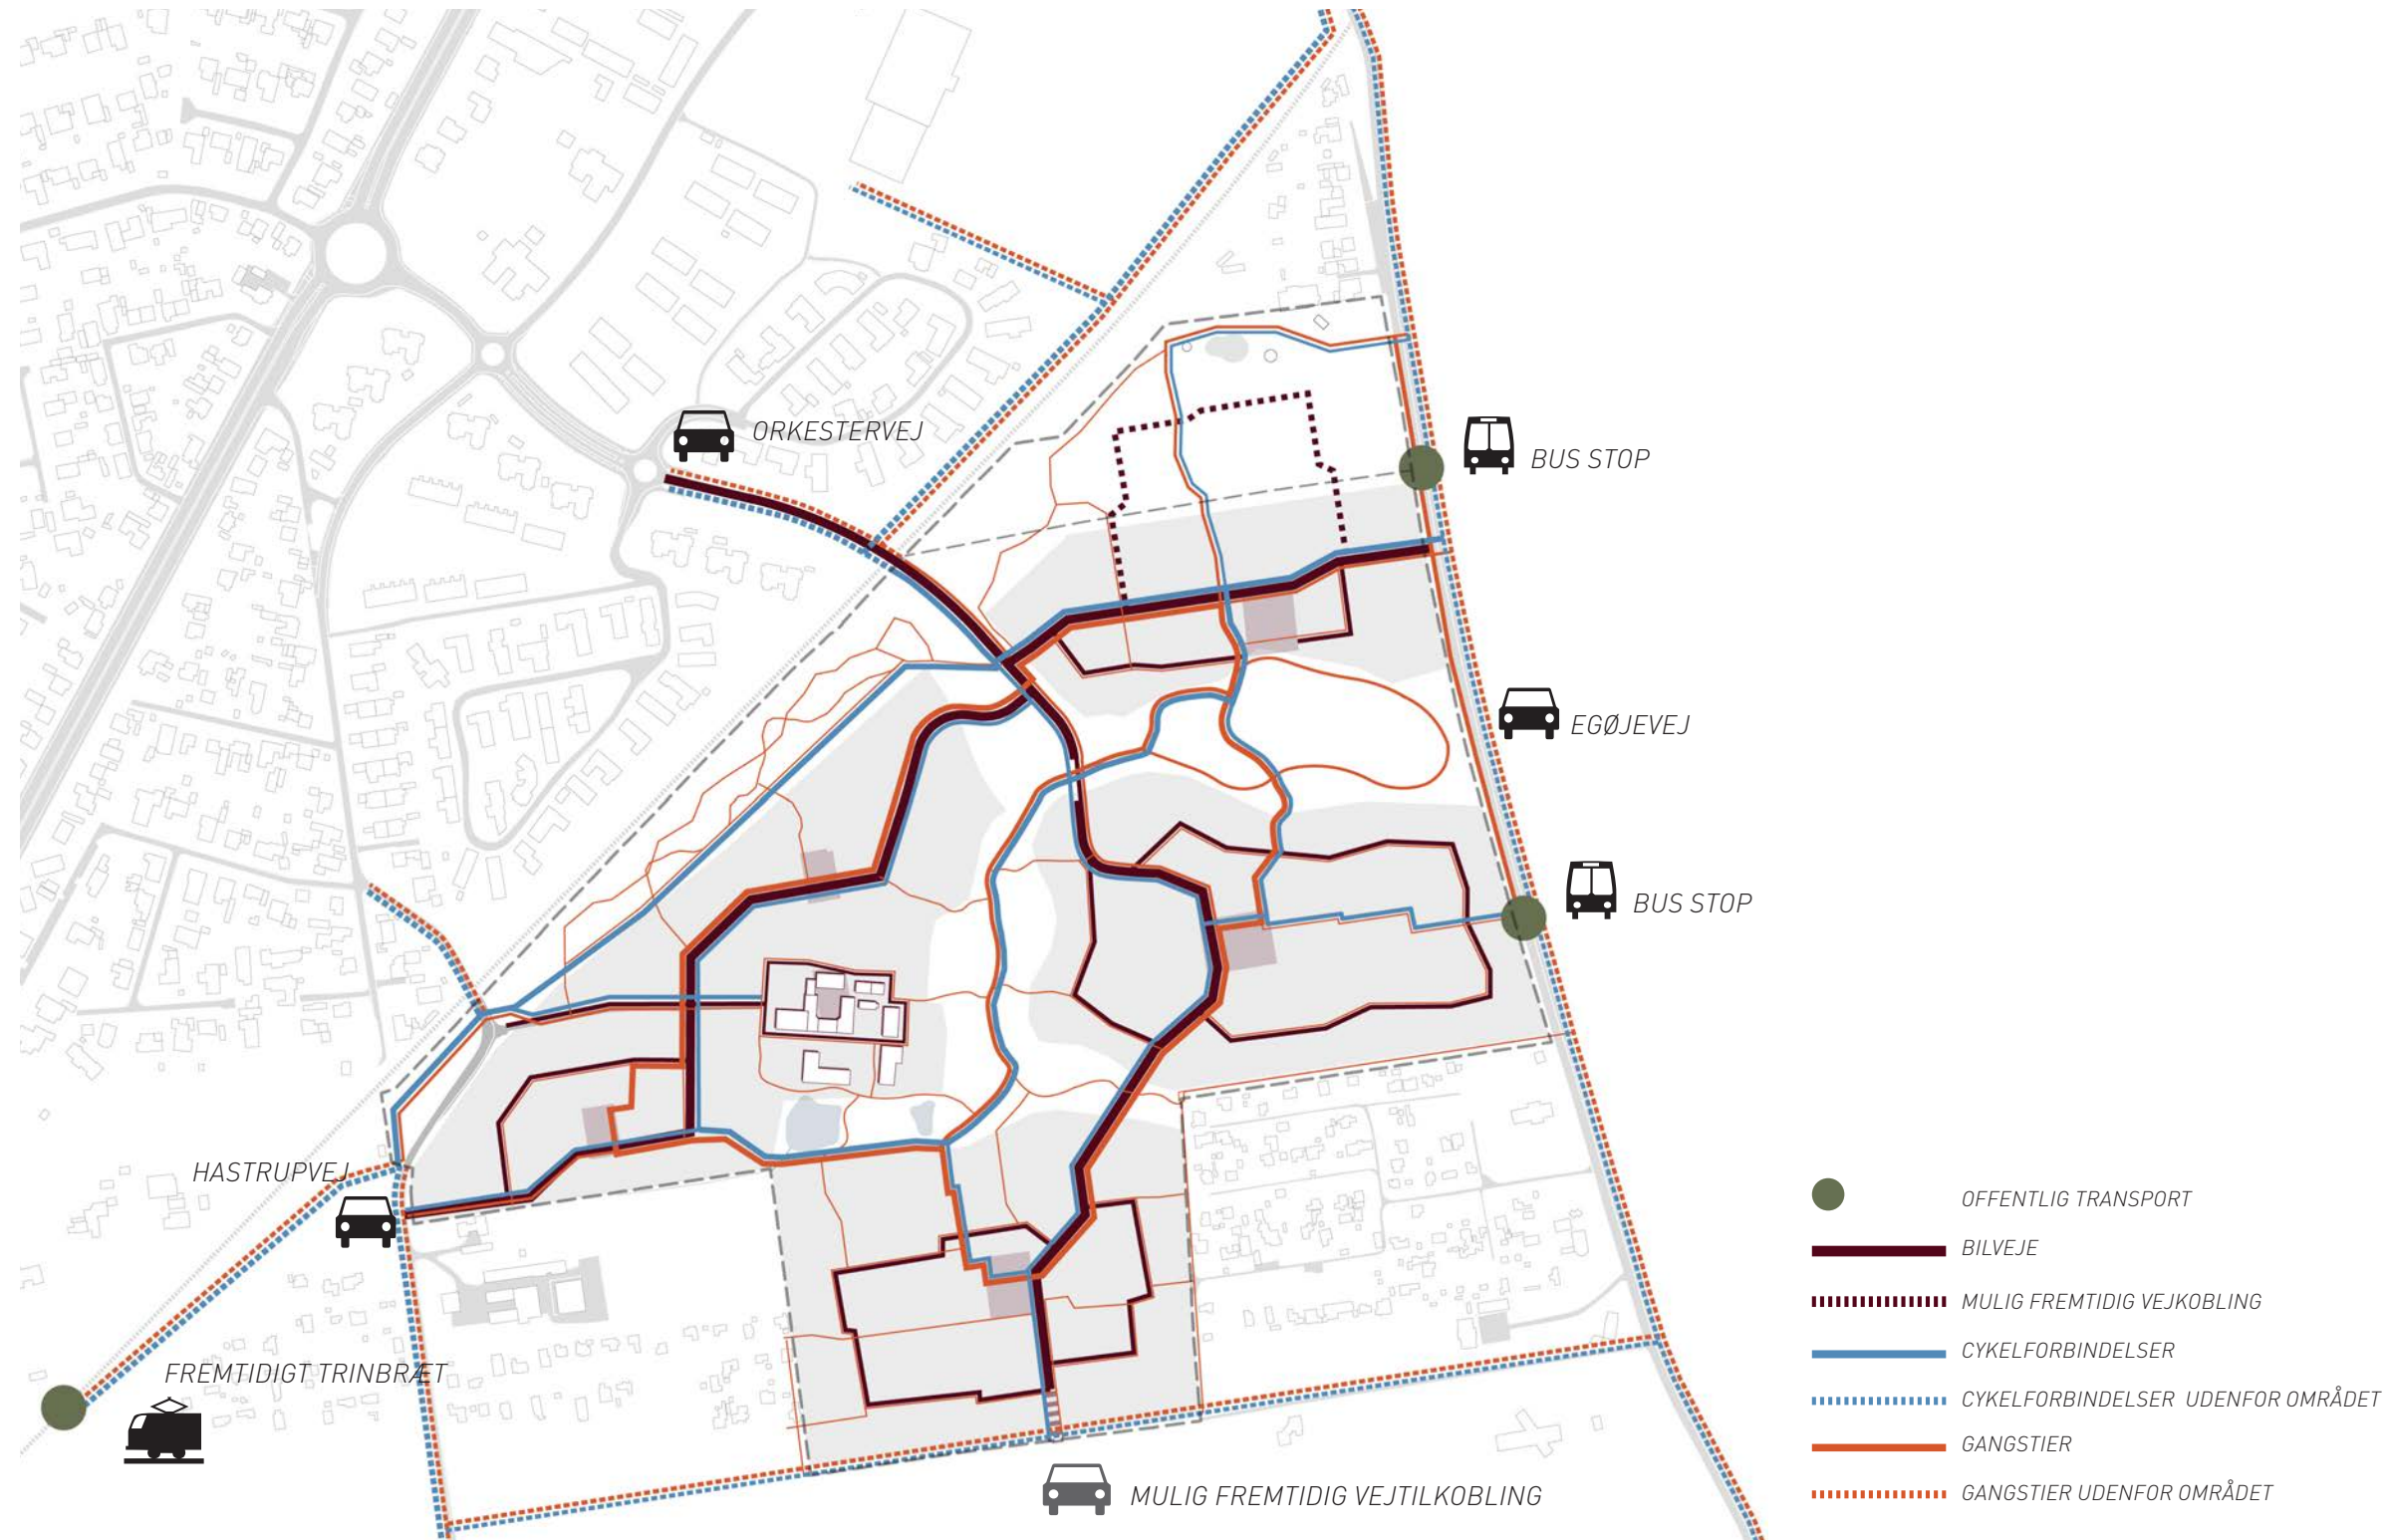 ORKESTERVEJ
BUS STOP
EGØJEVEJ
BUS STOP
HASTRUPVEJ
FREMTIDIGT TRINBRÆT
MULIG FREMTIDIG VEJTILKOBLING
OFFENTLIG TRANSPORT
BILVEJE
MULIG FREMTIDIG VEJKOBLING
CYKELFORBINDELSER
CYKELFORBINDELSER UDENFOR OMRÅDET
GANGSTIER
GANGSTIER UDENFOR OMRÅDET